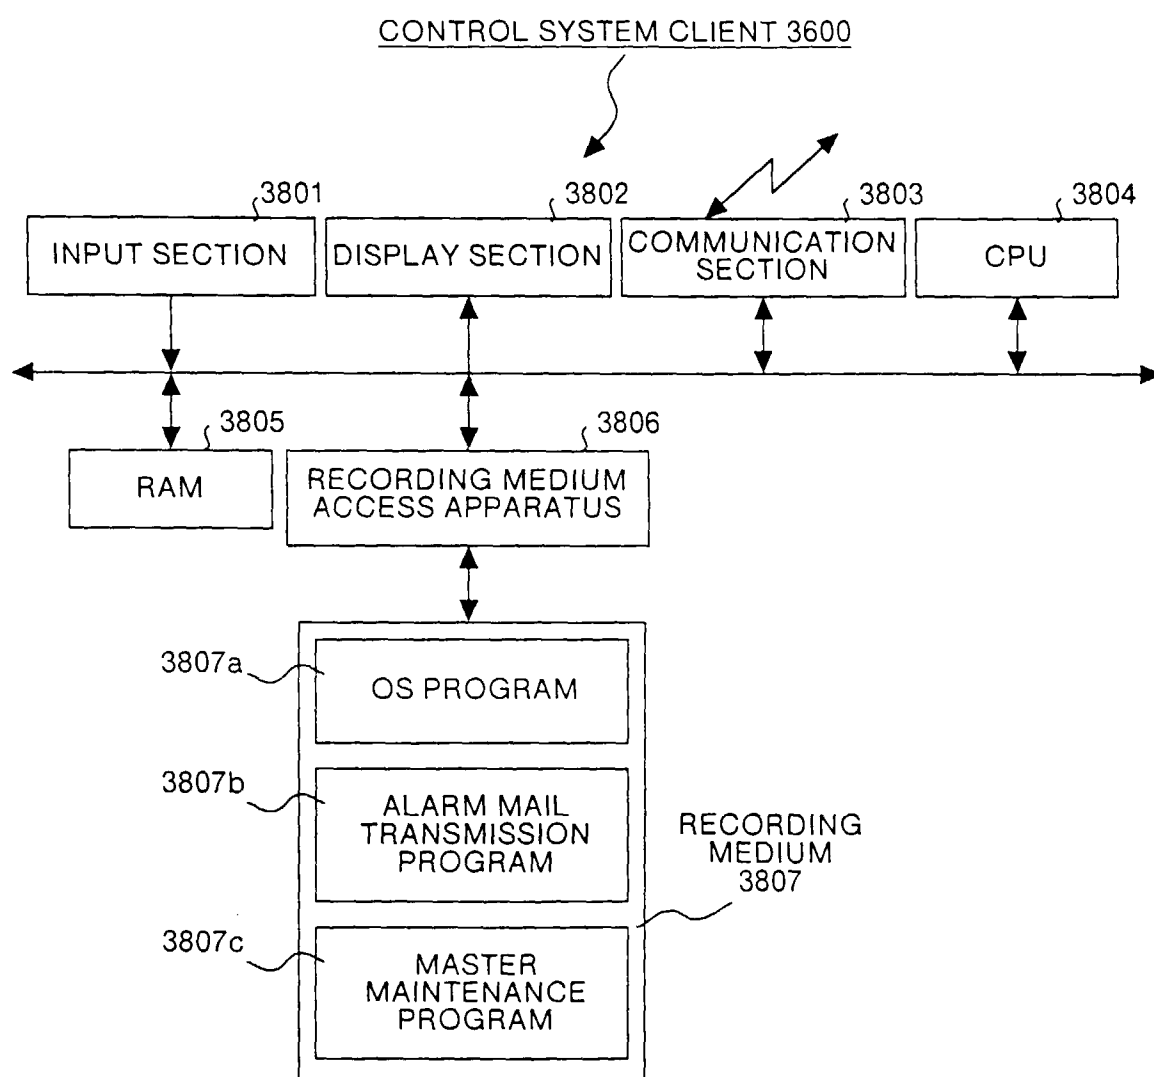 CONTROL SYSTEM CLIENT 3600
3801
3802
3803
3804
INPUT SECTION
DISPLAY SECTION
COMMUNICATION
SECTION
CPU
3805
3806
RAM
RECORDING MEDIUM
ACCESS APPARATUS
3807a
OS PROGRAM
3807b
ALARM MAIL
TRANSMISSION
PROGRAM
RECORDING
MEDIUM
3807
3807c
MASTER
MAINTENANCE
PROGRAM